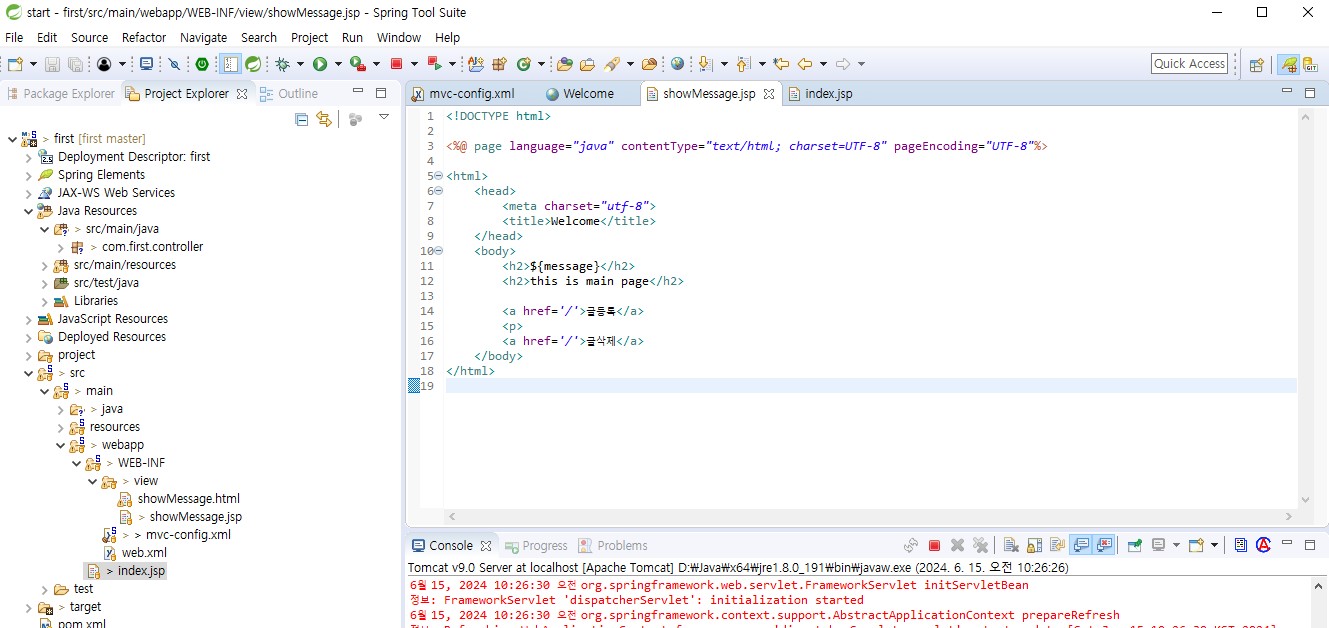 start - first/src/main/webapp/WEB-INF/view/showMessage.jsp - Spring Tool Suite
File Edit Source Refactor Navigate Search Project Run Window Help
Quick Access
Package Explorer Project Explorer Outline
> first [first master]
Deployment Descriptor: first
Spring Elements
JAX-WS Web Services
Java Resources
> src/main/java
> com.first.controller
src/main/resources
src/test/java
Libraries
JavaScript Resources
Deployed Resources
project
> src
> main
> java
resources
> webapp
> WEB-INF
> view
showMessage.html
> showMessage.jsp
> > mvc-config.xml
web.xml
> index.jsp
test
> target
pom.xml
mvc-config.xml Welcome showMessage.jsp index.jsp
1 <!DOCTYPE html>
2
3 <%@ page language="java" contentType="text/html; charset=UTF-8" pageEncoding="UTF-8"%>
4
5 <html>
6 <head>
7 <meta charset="utf-8">
8 <title>Welcome</title>
9 </head>
10 <body>
11 <h2>${message}</h2>
12 <h2>this is main page</h2>
13
14 <a href='/'>글등록</a>
15 <p>
16 <a href='/'>글삭제</a>
17 </body>
18 </html>
19
Console Progress Problems
Tomcat v9.0 Server at localhost [Apache Tomcat] D:₩Java₩x64₩jre1.8.0_191₩bin₩javaw.exe (2024. 6. 15. 오전 10:26:26)
6월 15, 2024 10:26:30 오전 org.springframework.web.servlet.FrameworkServlet initServletBean
정보: FrameworkServlet 'dispatcherServlet': initialization started
6월 15, 2024 10:26:30 오전 org.springframework.context.support.AbstractApplicationContext prepareRefresh